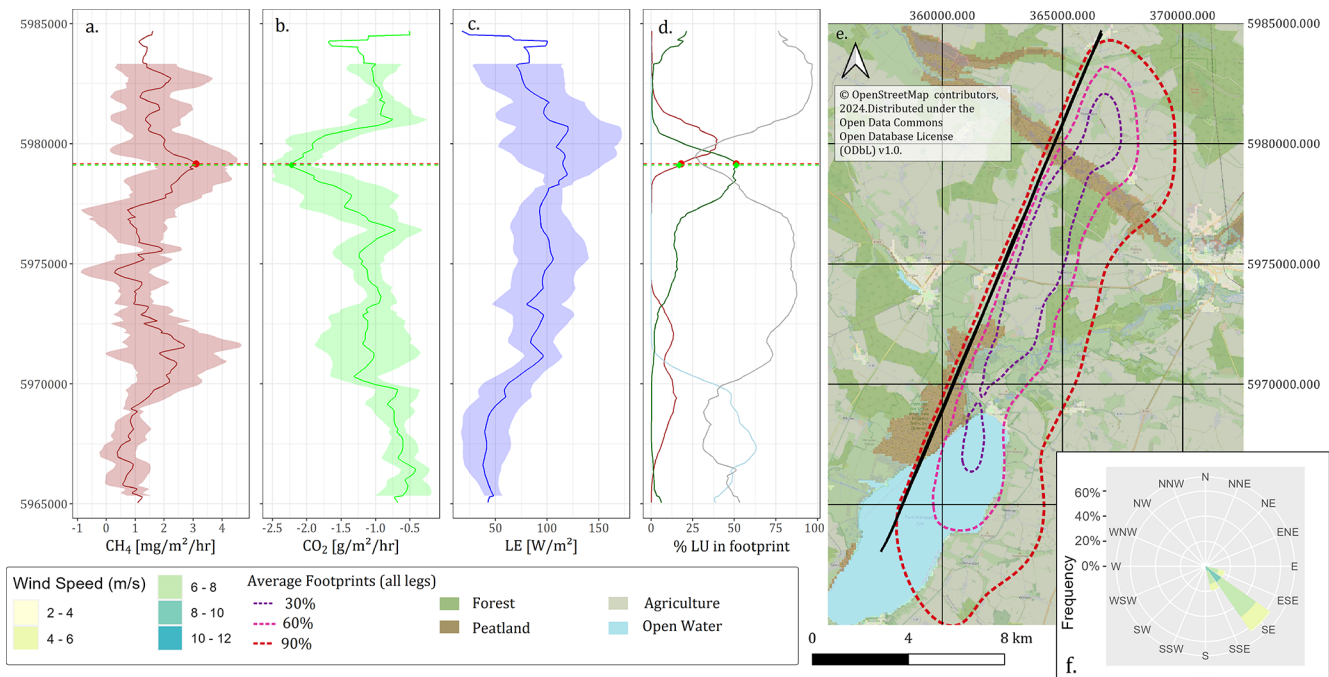 a.
b.
c.
d.
e.
360000.000
365000.000
370000.000
5985000
5980000
5975000
5970000
5965000
5985000.000
5980000.000
5975000.000
5970000.000
© OpenStreetMap contributors,
2024.Distributed under the
Open Data Commons
Open Database License
(ODbL) v1.0.
-1 0 1 2 3 4
CH₄ [mg/m²/hr]
-2.5 -2.0 -1.5 -1.0 -0.5
CO₂ [g/m²/hr]
50 100 150
LE [W/m²]
0 25 50 75 100
% LU in footprint
Wind Speed (m/s)
2 - 4
4 - 6
6 - 8
8 - 10
10 - 12
Average Footprints (all legs)
30%
60%
90%
Forest
Peatland
Agriculture
Open Water
0 4 8 km
Frequency
60%
40%
20%
0%
N
NNE
NE
ENE
E
ESE
SE
SSE
S
SSW
SW
WSW
W
WNW
NW
NNW
f.